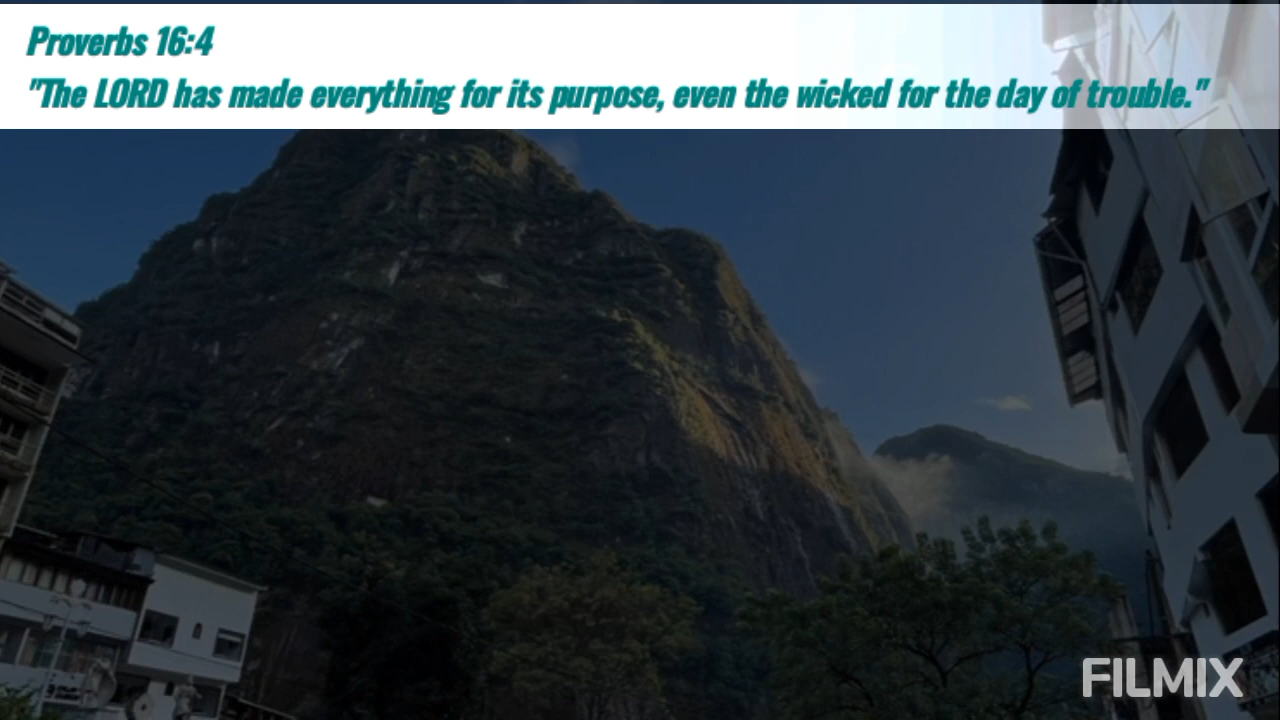 Proverbs 16:4
"The LORD has made everything for its purpose, even the wicked for the day of trouble."
FILMIX